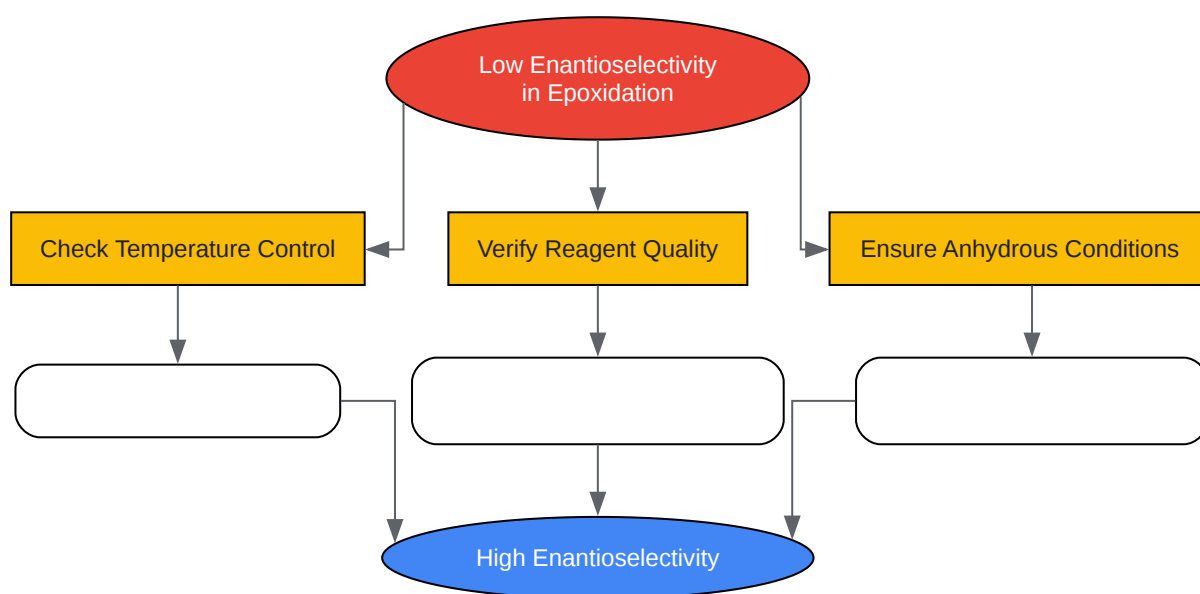 Low Enantioselectivity
in Epoxidation
Check Temperature Control
Verify Reagent Quality
Ensure Anhydrous Conditions
High Enantioselectivity